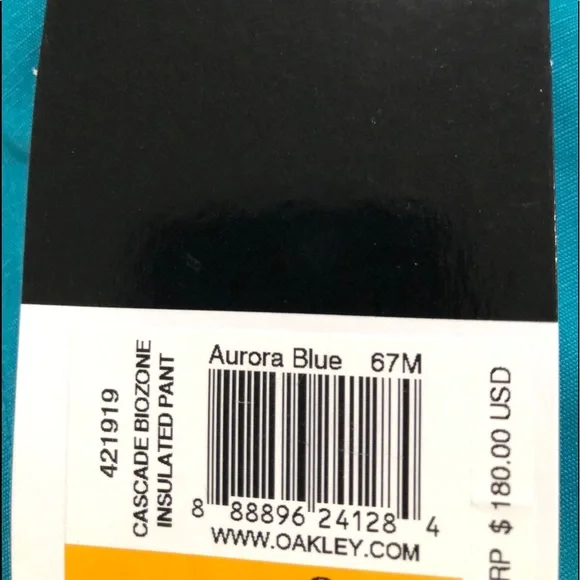 Aurora Blue 67M
8 88896 24128 4
WWW.OAKLEY.COM
421919
CASCADE BIOZONE
INSULATED PANT
RP $ 180.00 USD